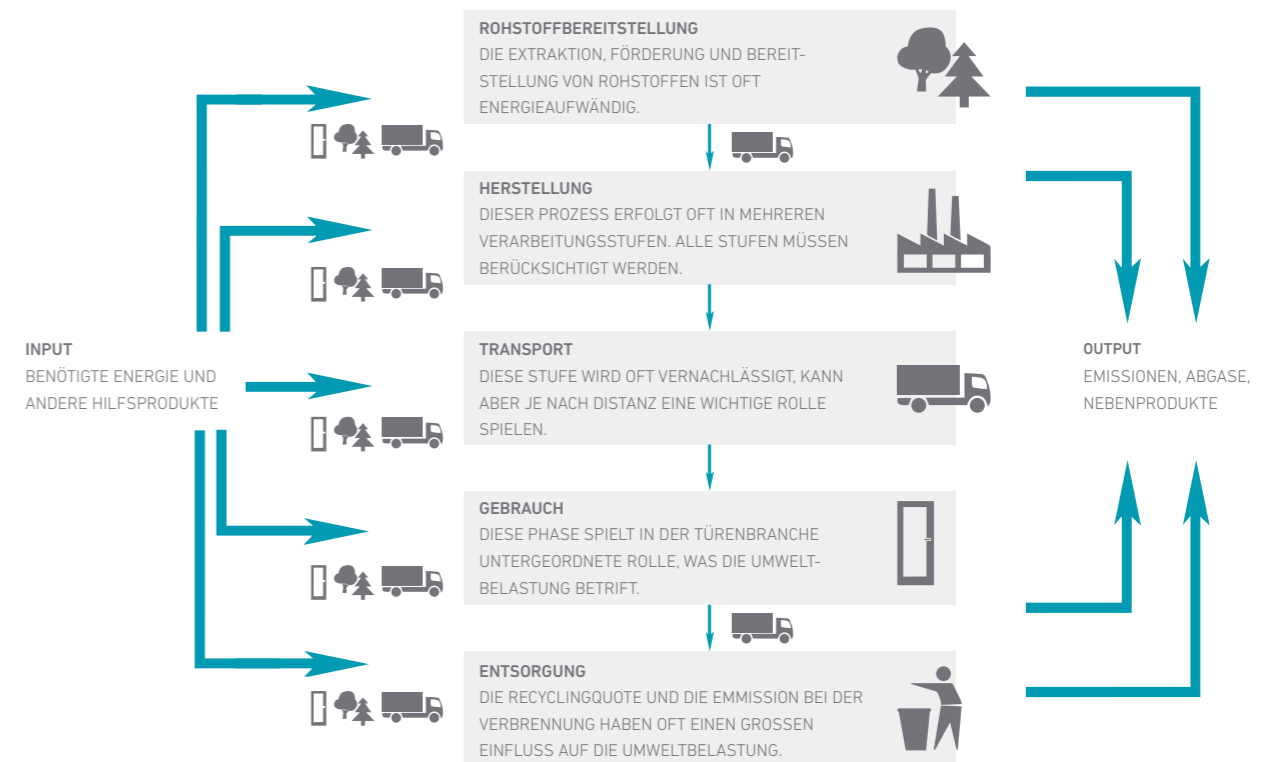 ROHSTOFFBEREITSTELLUNG
DIE EXTRAKTION, FÖRDERUNG UND BEREIT-
STELLUNG VON ROHSTOFFEN IST OFT
ENERGIEAUFWÄNDIG.
HERSTELLUNG
DIESER PROZESS ERFOLGT OFT IN MEHREREN
VERARBEITUNGSSTUFEN. ALLE STUFEN MÜSSEN
BERÜCKSICHTIGT WERDEN.
INPUT
BENÖTIGTE ENERGIE UND
ANDERE HILFSPRODUKTE
TRANSPORT
DIESE STUFE WIRD OFT VERNACHLÄSSIGT, KANN
ABER JE NACH DISTANZ EINE WICHTIGE ROLLE
SPIELEN.
OUTPUT
EMISSIONEN, ABGASE,
NEBENPRODUKTE
GEBRAUCH
DIESE PHASE SPIELT IN DER TÜRENBRANCHE
UNTERGEORDNETE ROLLE, WAS DIE UMWELT-
BELASTUNG BETRIFT.
ENTSORGUNG
DIE RECYCLINGQUOTE UND DIE EMMISSION BEI DER
VERBRENNUNG HABEN OFT EINEN GROSSEN
EINFLUSS AUF DIE UMWELTBELASTUNG.